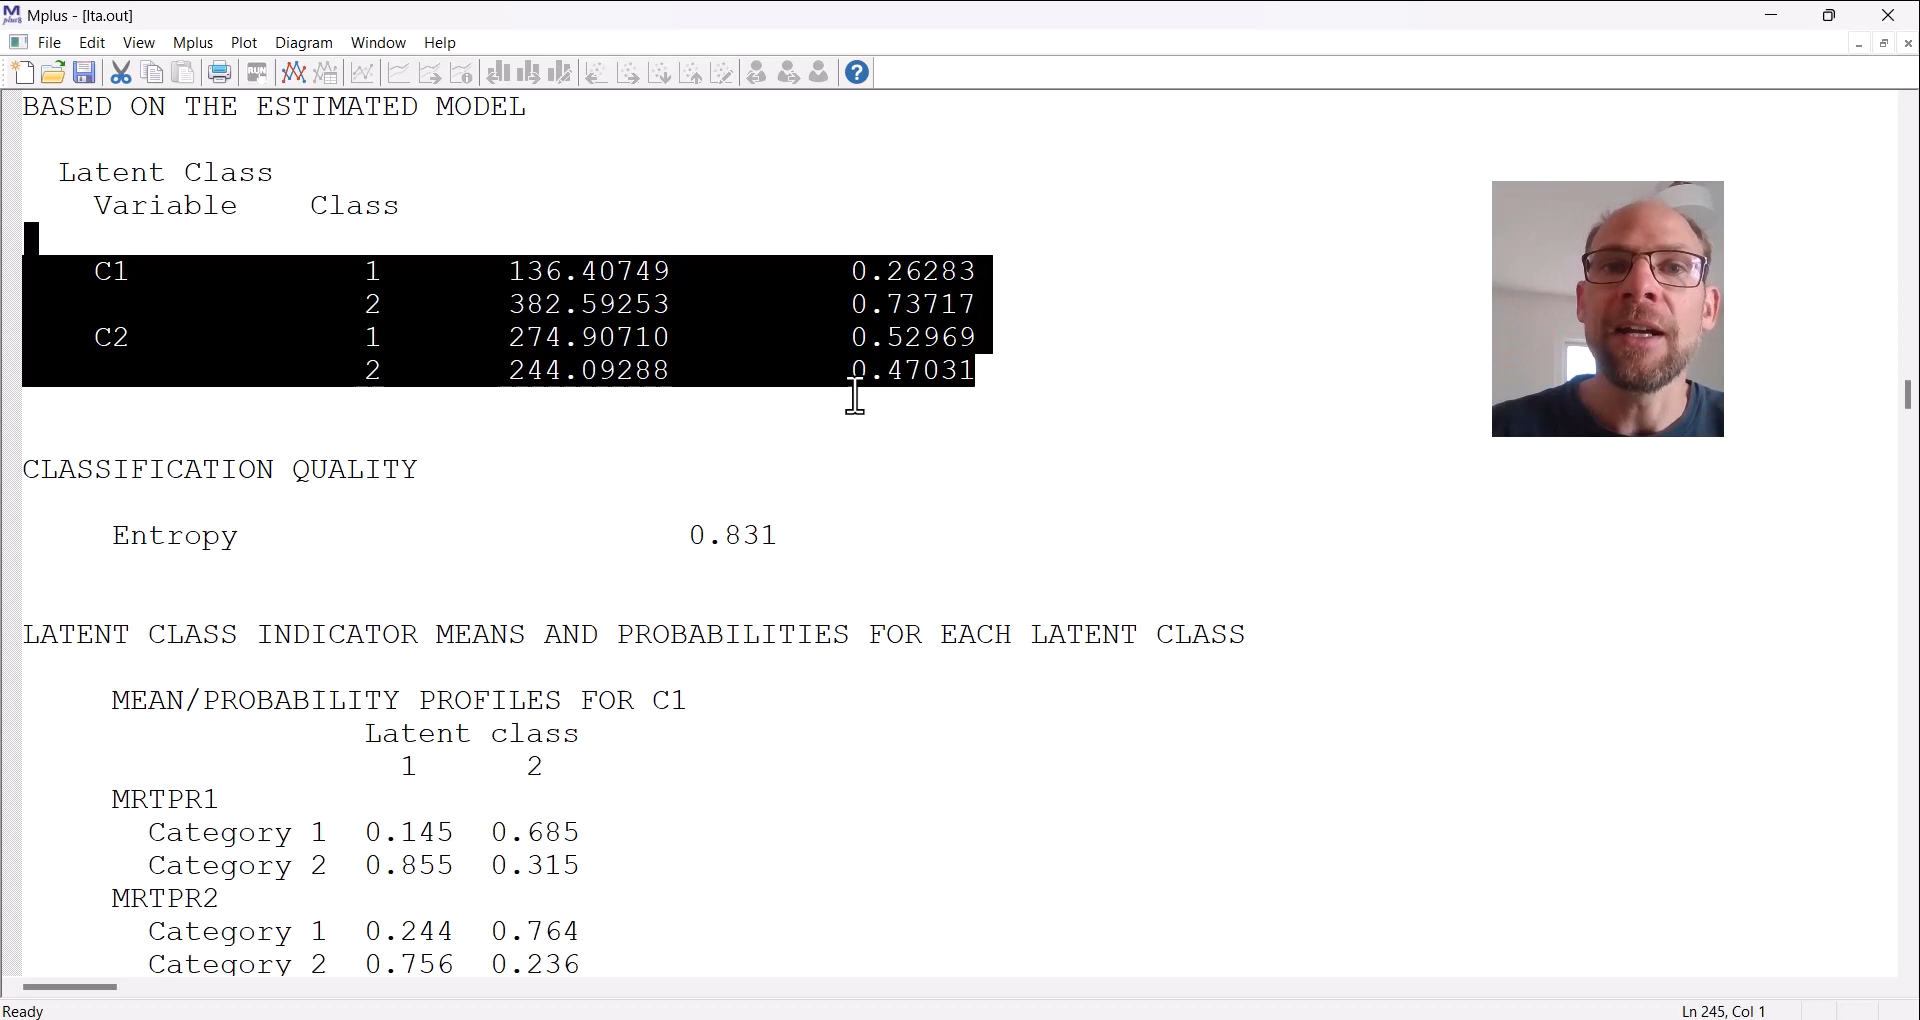 Mplus - [lta.out]
File Edit View Mplus Plot Diagram Window Help
RUN
BASED ON THE ESTIMATED MODEL
Latent Class
Variable Class
C1 1 136.40749 0.26283
2 382.59253 0.73717
C2 1 274.90710 0.52969
2 244.09288 0.47031
CLASSIFICATION QUALITY
Entropy 0.831
LATENT CLASS INDICATOR MEANS AND PROBABILITIES FOR EACH LATENT CLASS
MEAN/PROBABILITY PROFILES FOR C1
Latent class
1 2
MRTPR1
Category 1 0.145 0.685
Category 2 0.855 0.315
MRTPR2
Category 1 0.244 0.764
Category 2 0.756 0.236
Ready Ln 245, Col 1